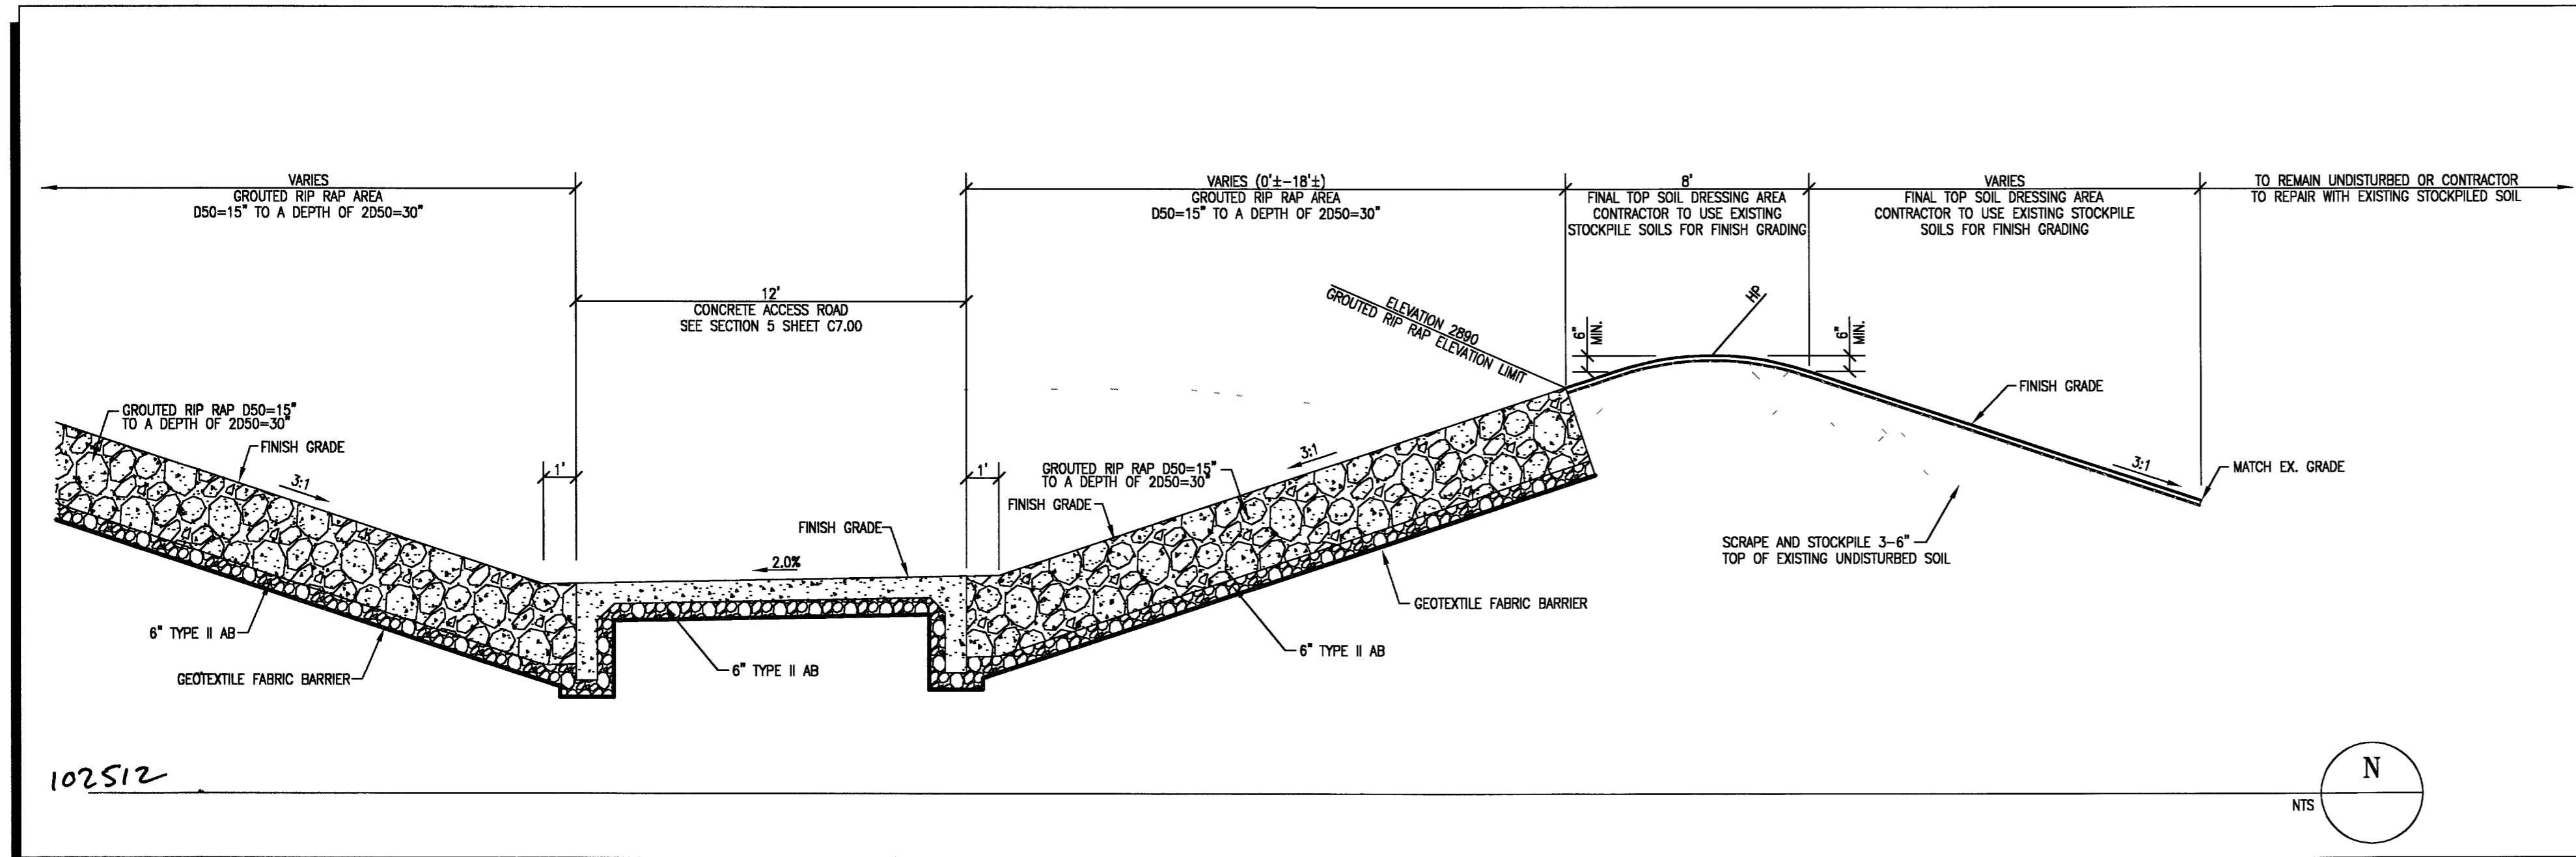 VARIES
GROUTED RIP RAP AREA
D50=15" TO A DEPTH OF 2D50=30"
VARIES (0'±-18'±)
GROUTED RIP RAP AREA
D50=15" TO A DEPTH OF 2D50=30"
8'
FINAL TOP SOIL DRESSING AREA
CONTRACTOR TO USE EXISTING
STOCKPILE SOILS FOR FINISH GRADING
VARIES
FINAL TOP SOIL DRESSING AREA
CONTRACTOR TO USE EXISTING STOCKPILE
SOILS FOR FINISH GRADING
TO REMAIN UNDISTURBED OR CONTRACTOR
TO REPAIR WITH EXISTING STOCKPILED SOIL
12'
CONCRETE ACCESS ROAD
SEE SECTION 5 SHEET C7.00
ELEVATION 2890
GROUTED RIP RAP ELEVATION LIMIT
HP
6"
MIN.
6"
MIN.
GROUTED RIP RAP D50=15"
TO A DEPTH OF 2D50=30"
FINISH GRADE
3:1
1'
1'
GROUTED RIP RAP D50=15"
TO A DEPTH OF 2D50=30"
FINISH GRADE
3:1
FINISH GRADE
3:1
MATCH EX. GRADE
FINISH GRADE
2.0%
SCRAPE AND STOCKPILE 3-6"
TOP OF EXISTING UNDISTURBED SOIL
GEOTEXTILE FABRIC BARRIER
6" TYPE II AB
6" TYPE II AB
6" TYPE II AB
GEOTEXTILE FABRIC BARRIER
102512
N
NTS